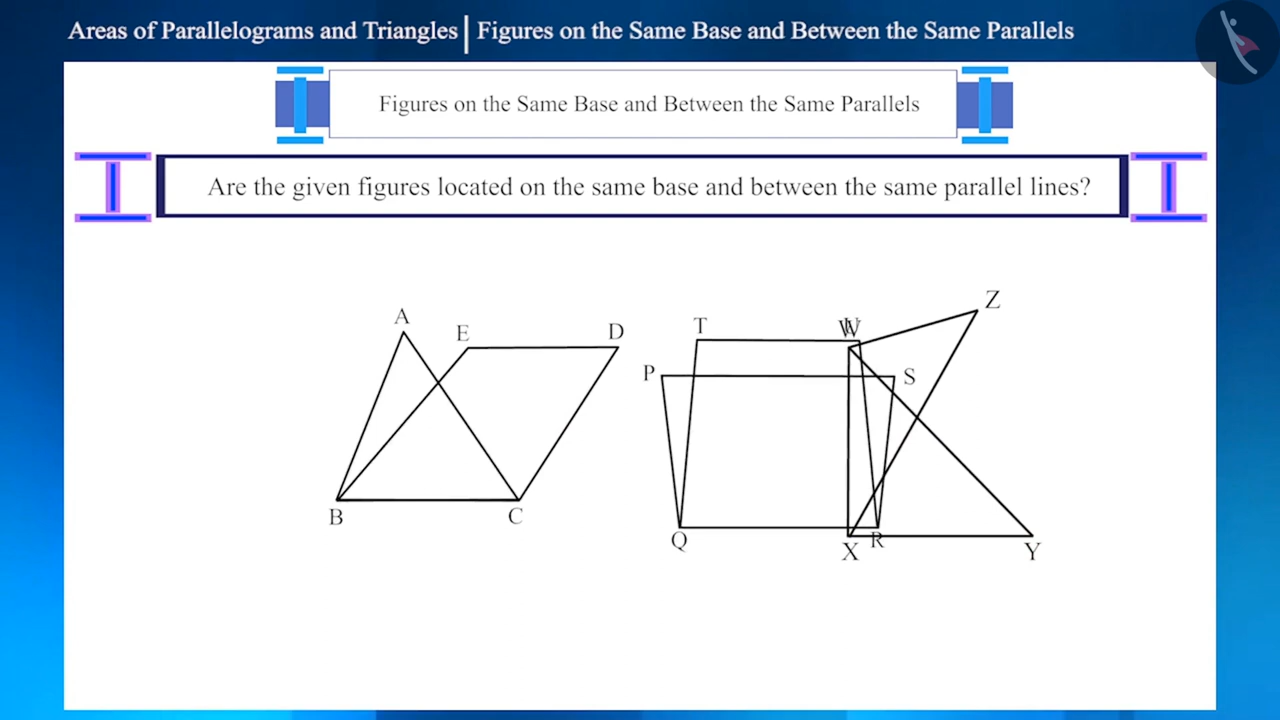 Areas of Parallelograms and Triangles | Figures on the Same Base and Between the Same Parallels
Figures on the Same Base and Between the Same Parallels
Are the given figures located on the same base and between the same parallel lines?
A E D
B C
T W Z
P S
Q X R Y